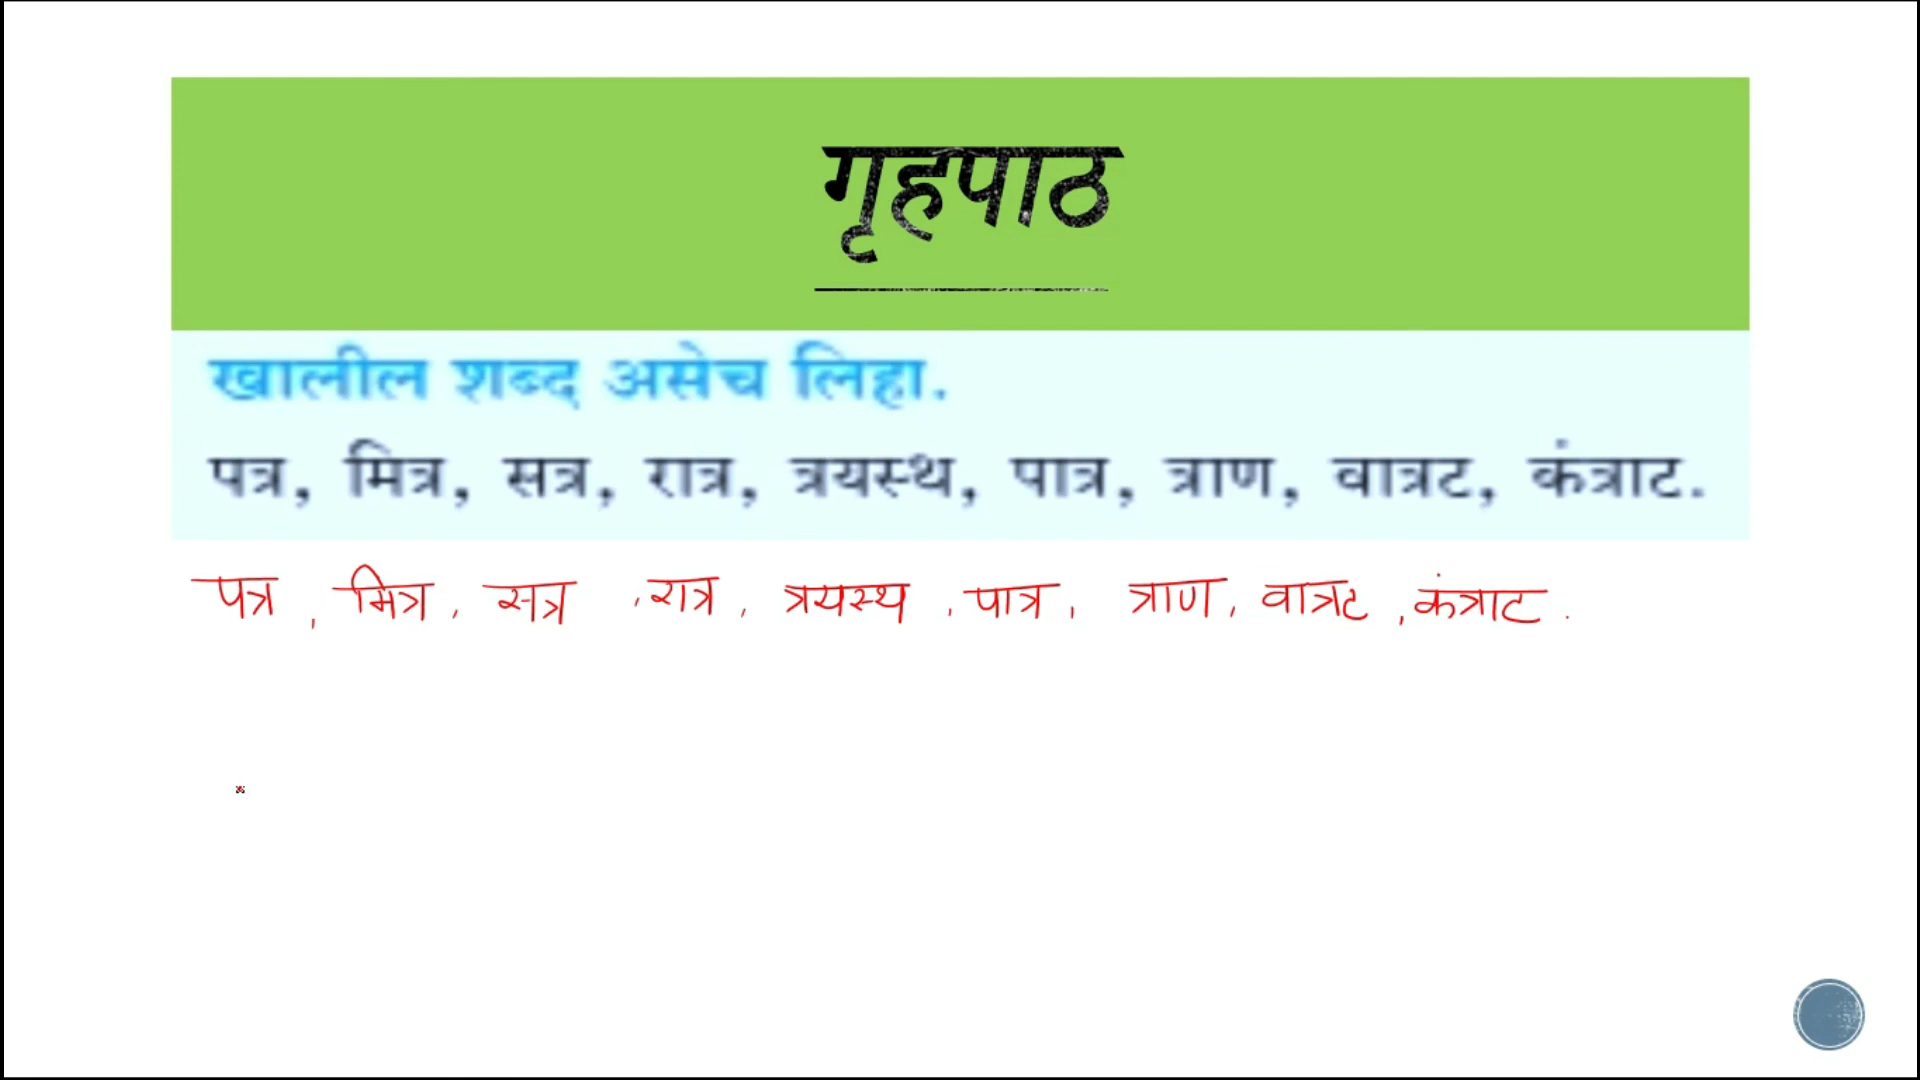 गृहपाठ
खालील शब्द असेच लिहा.
पत्र, मित्र, सत्र, रात्र, त्रयस्थ, पात्र, त्राण, वात्रट, कंत्राट.
पत्र , मित्र , सत्र , रात्र , त्रयस्थ , पात्र , त्राण , वात्रट , कंत्राट .